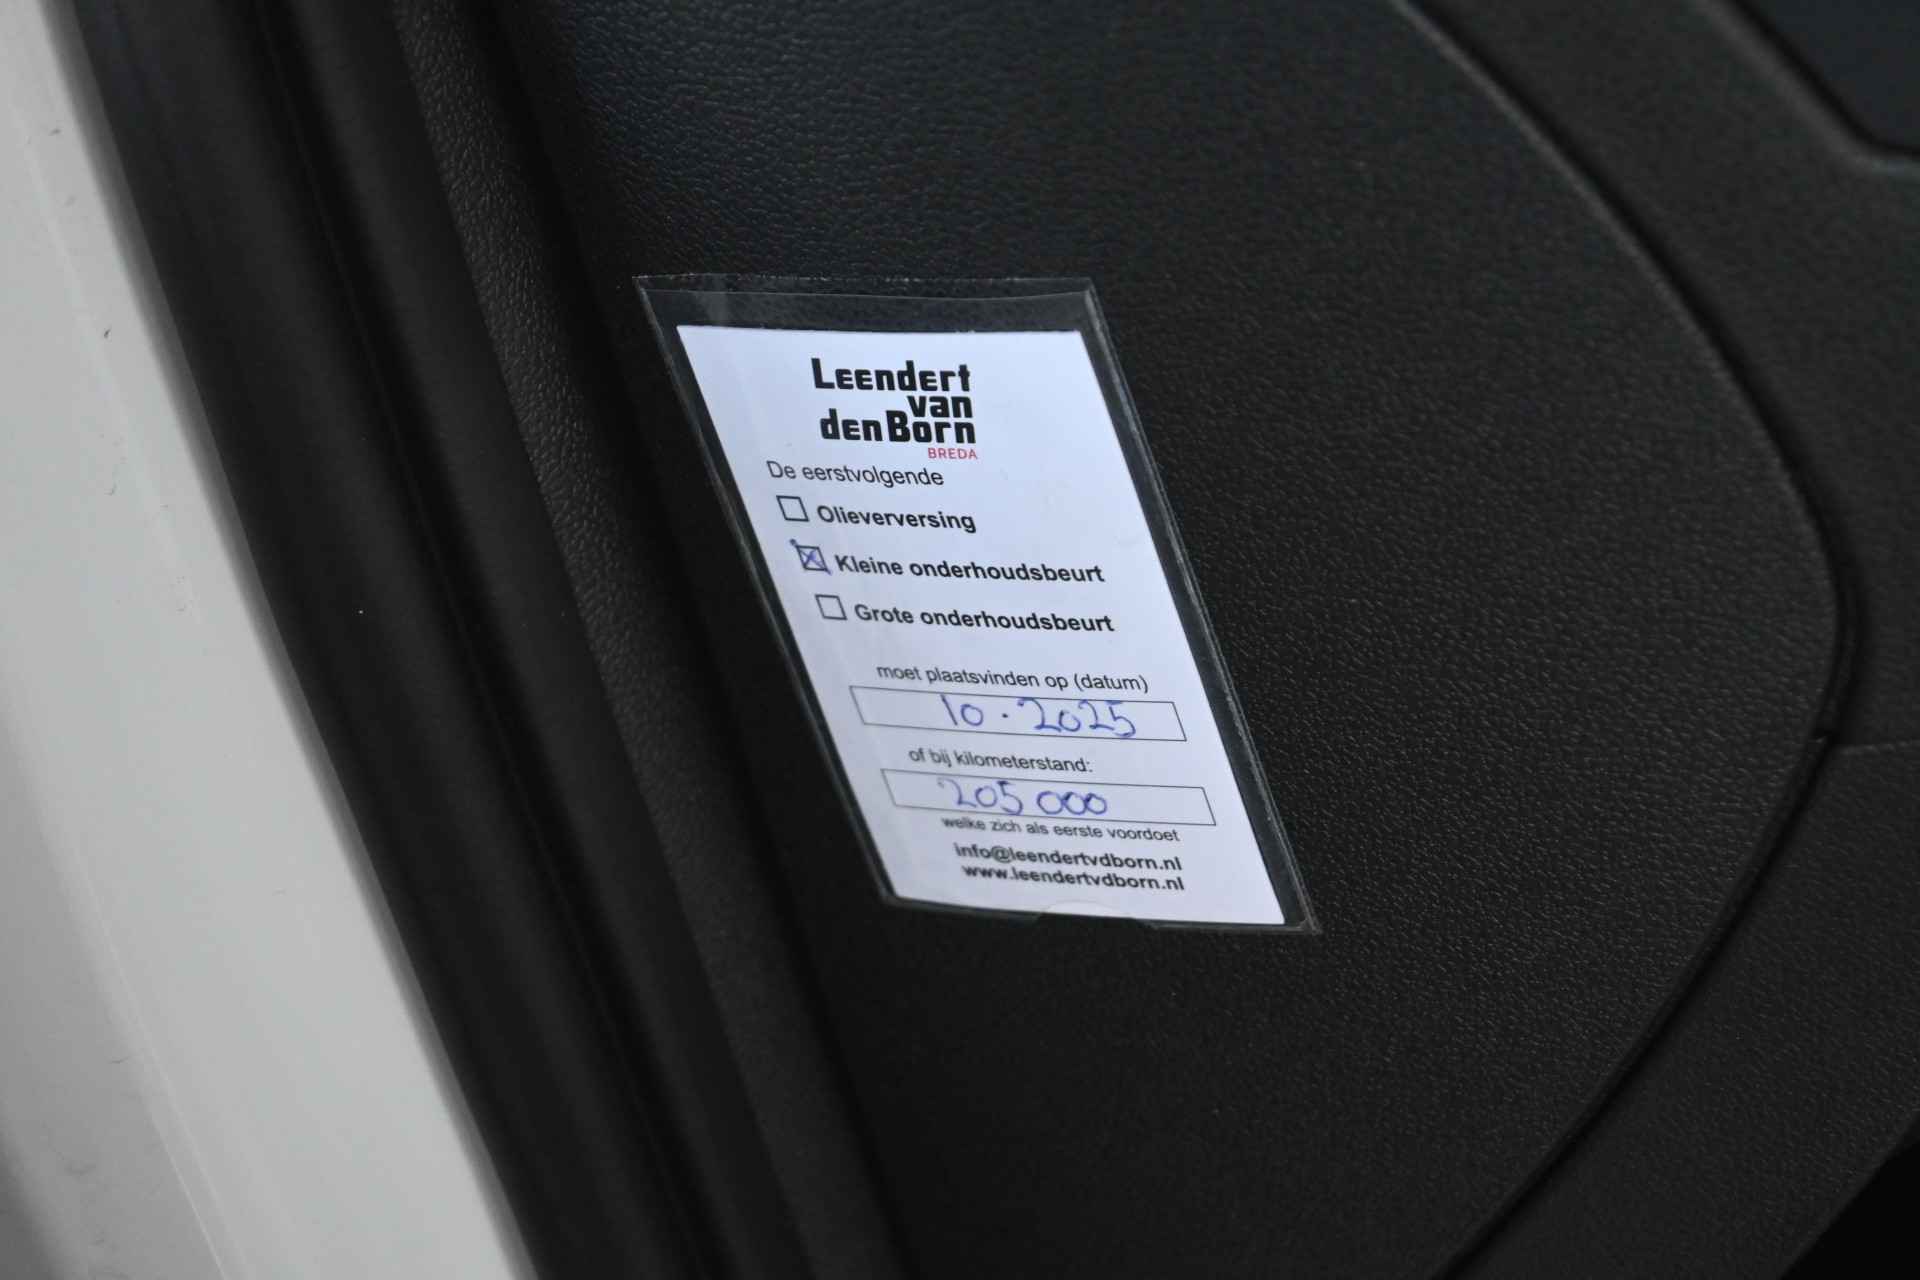 Leendert
van
den Born
BREDA
De eerstvolgende
Olieverversing
Kleine onderhoudsbeurt
Grote onderhoudsbeurt
moet plaatsvinden op (datum)
10 . 2025
of bij kilometerstand:
205 000
welke zich als eerste voordoet
info@leendertvdborn.nl
www.leendertvdborn.nl